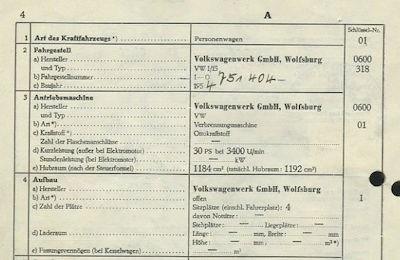 4 A
Schlüssel-Nr.
1 Art des Kraftfahrzeugs *) Personenwagen 01
2 Fahrgestell
a) Hersteller Volkswagenwerk GmbH, Wolfsburg 0600
und Typ VW 1/15 318
b) Fahrgestellnummer 1—0 751 404 —
c) Baujahr 1954
3 Antriebsmaschine
a) Hersteller Volkswagenwerk GmbH, Wolfsburg 0600
und Typ VW
b) Art*) Verbrennungsmaschine 01
c) Kraftstoff*) Ottokraftstoff
Zahl der Flaschenanschlüsse —
d) Kurzleistung (außer bei Elektromotor) 30 PS bei 3400 U/min
Stundenleistung (bei Elektromotor) — kW
e) Hubraum (nach der Steuerformel) 1184 cm³ (tatsächl. Hubraum: 1192 cm³)
4 Aufbau
a) Hersteller Volkswagenwerk GmbH, Wolfsburg
b) Art*) offen 1
c) Zahl der Plätze Sitzplätze (einschl. Fahrerplatz): 4
davon Notsitze: —
Stehplätze: — Liegeplätze: —
d) Laderaum Länge: — mm, Breite: — mm
Höhe: — mm —m³*)
e) Fassungsvermögen (bei Kesselwagen) —